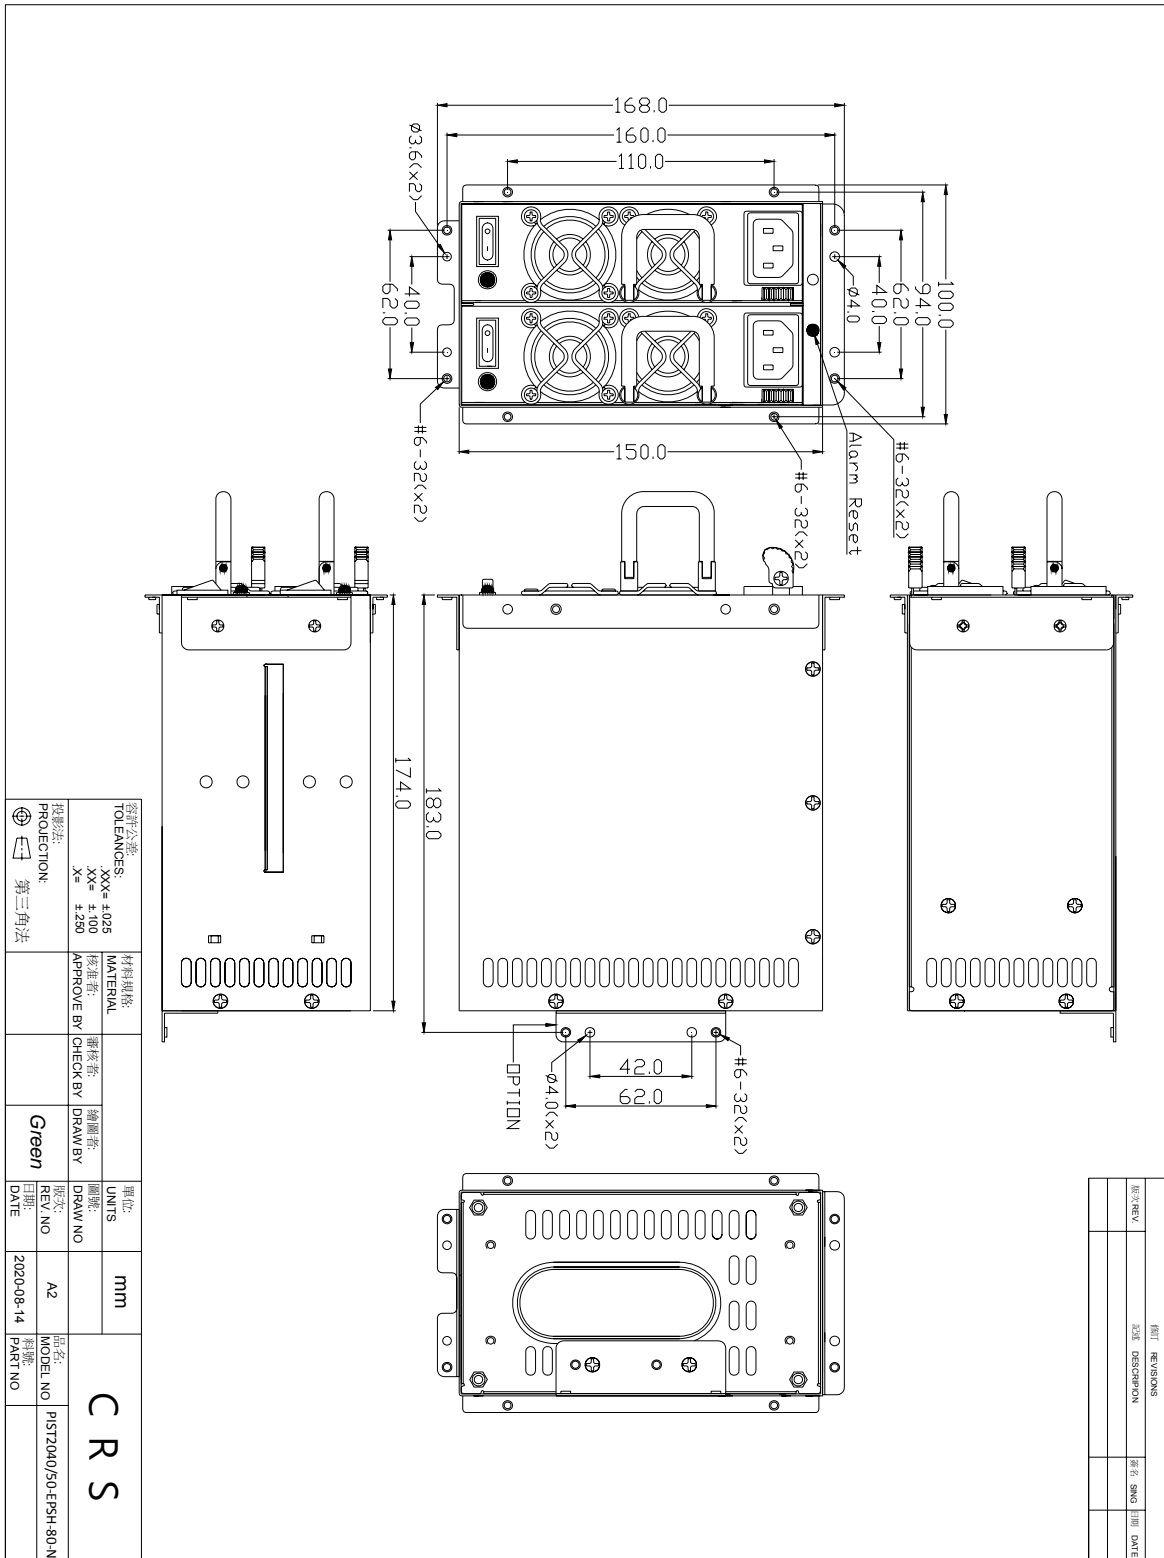 168.0
160.0
110.0
Ø3.6(x2)
62.0
40.0
100.0
94.0
62.0
40.0
Ø4.0
150.0
#6-32(x2)
#6-32(x2)
#6-32(x2)
Alarm Reset
174.0
183.0
42.0
62.0
OPTION
Ø4.0(x2)
#6-32(x2)
容許公差:
TOLEANCES:
.XXX= ±.025
.XX= ±.100
.X= ±.250
投影法:
PROJECTION:
第三角法
材料規格:
MATERIAL
核准者:
APPROVE BY
審核者:
CHECK BY
繪圖者:
DRAW BY
Green
單位:
UNITS
mm
圖號:
DRAW NO
版次:
REV. NO
A2
日期:
DATE
2020-08-14
C R S
品名:
MODEL NO
PIST2040/50-EPSH-80-N
料號:
PART NO
修訂 REVISIONS
版次 REV.
記述 DESCRIPION
簽名 SING
日期 DATE